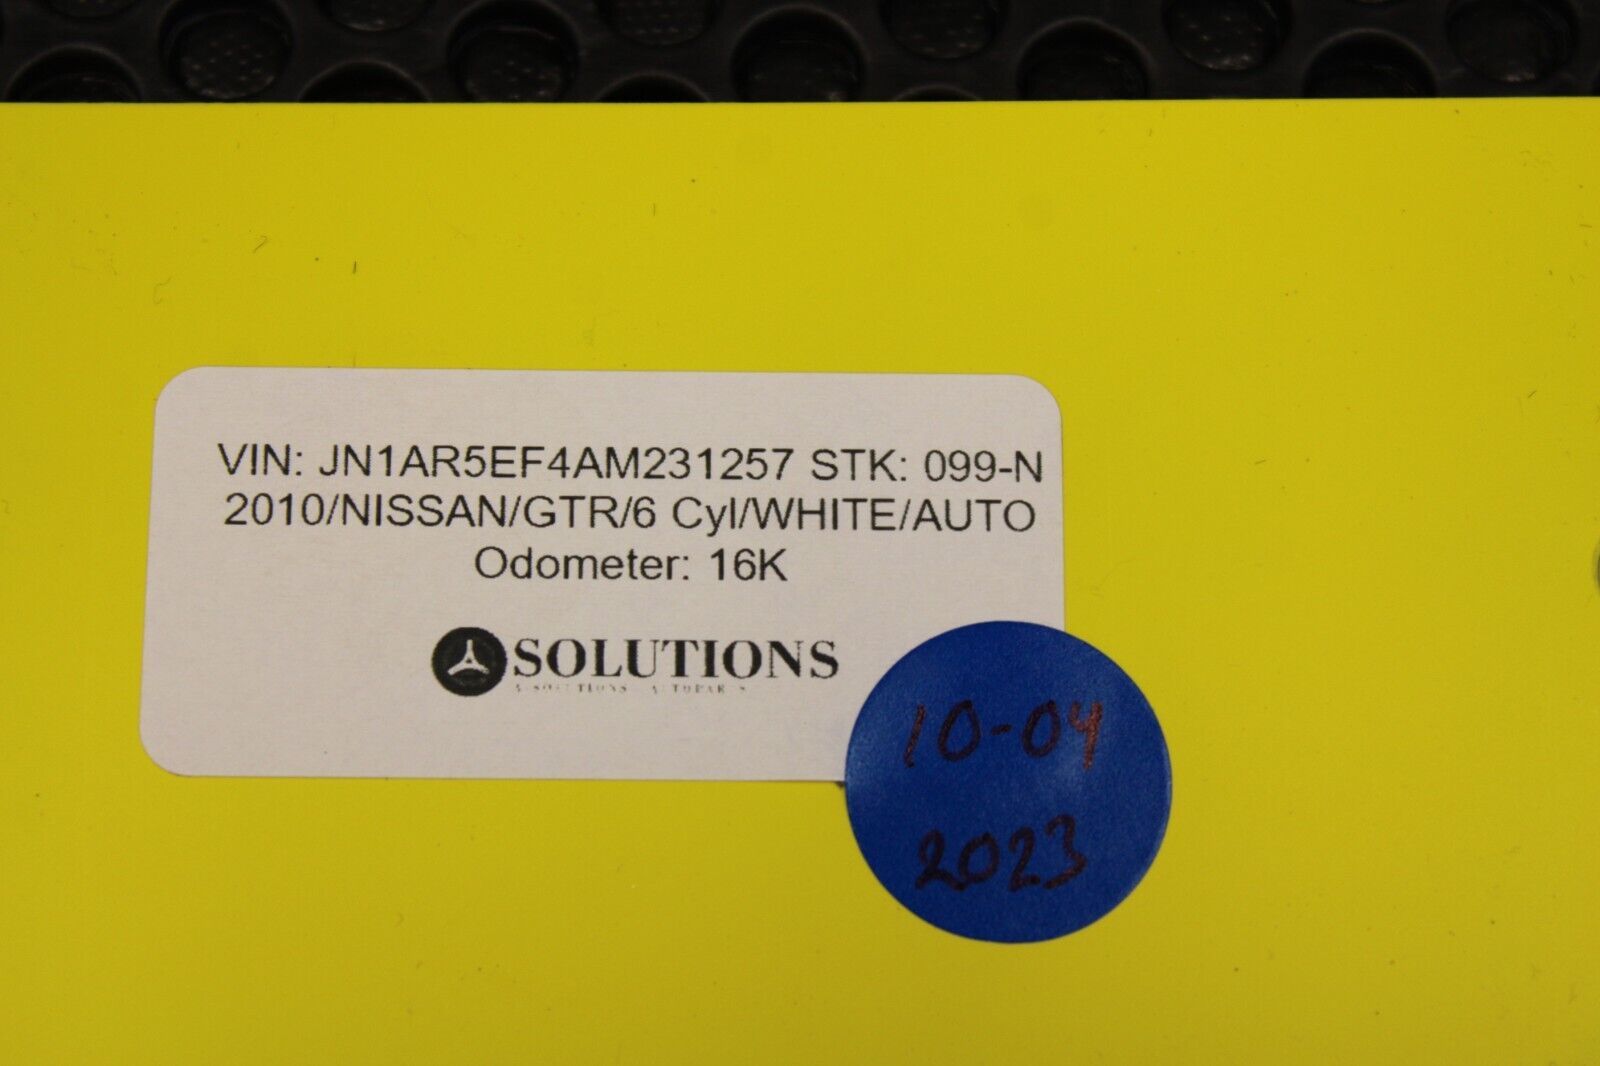 VIN: JN1AR5EF4AM231257 STK: 099-N
2010/NISSAN/GTR/6 Cyl/WHITE/AUTO
Odometer: 16K
SOLUTIONS
10-04
2023